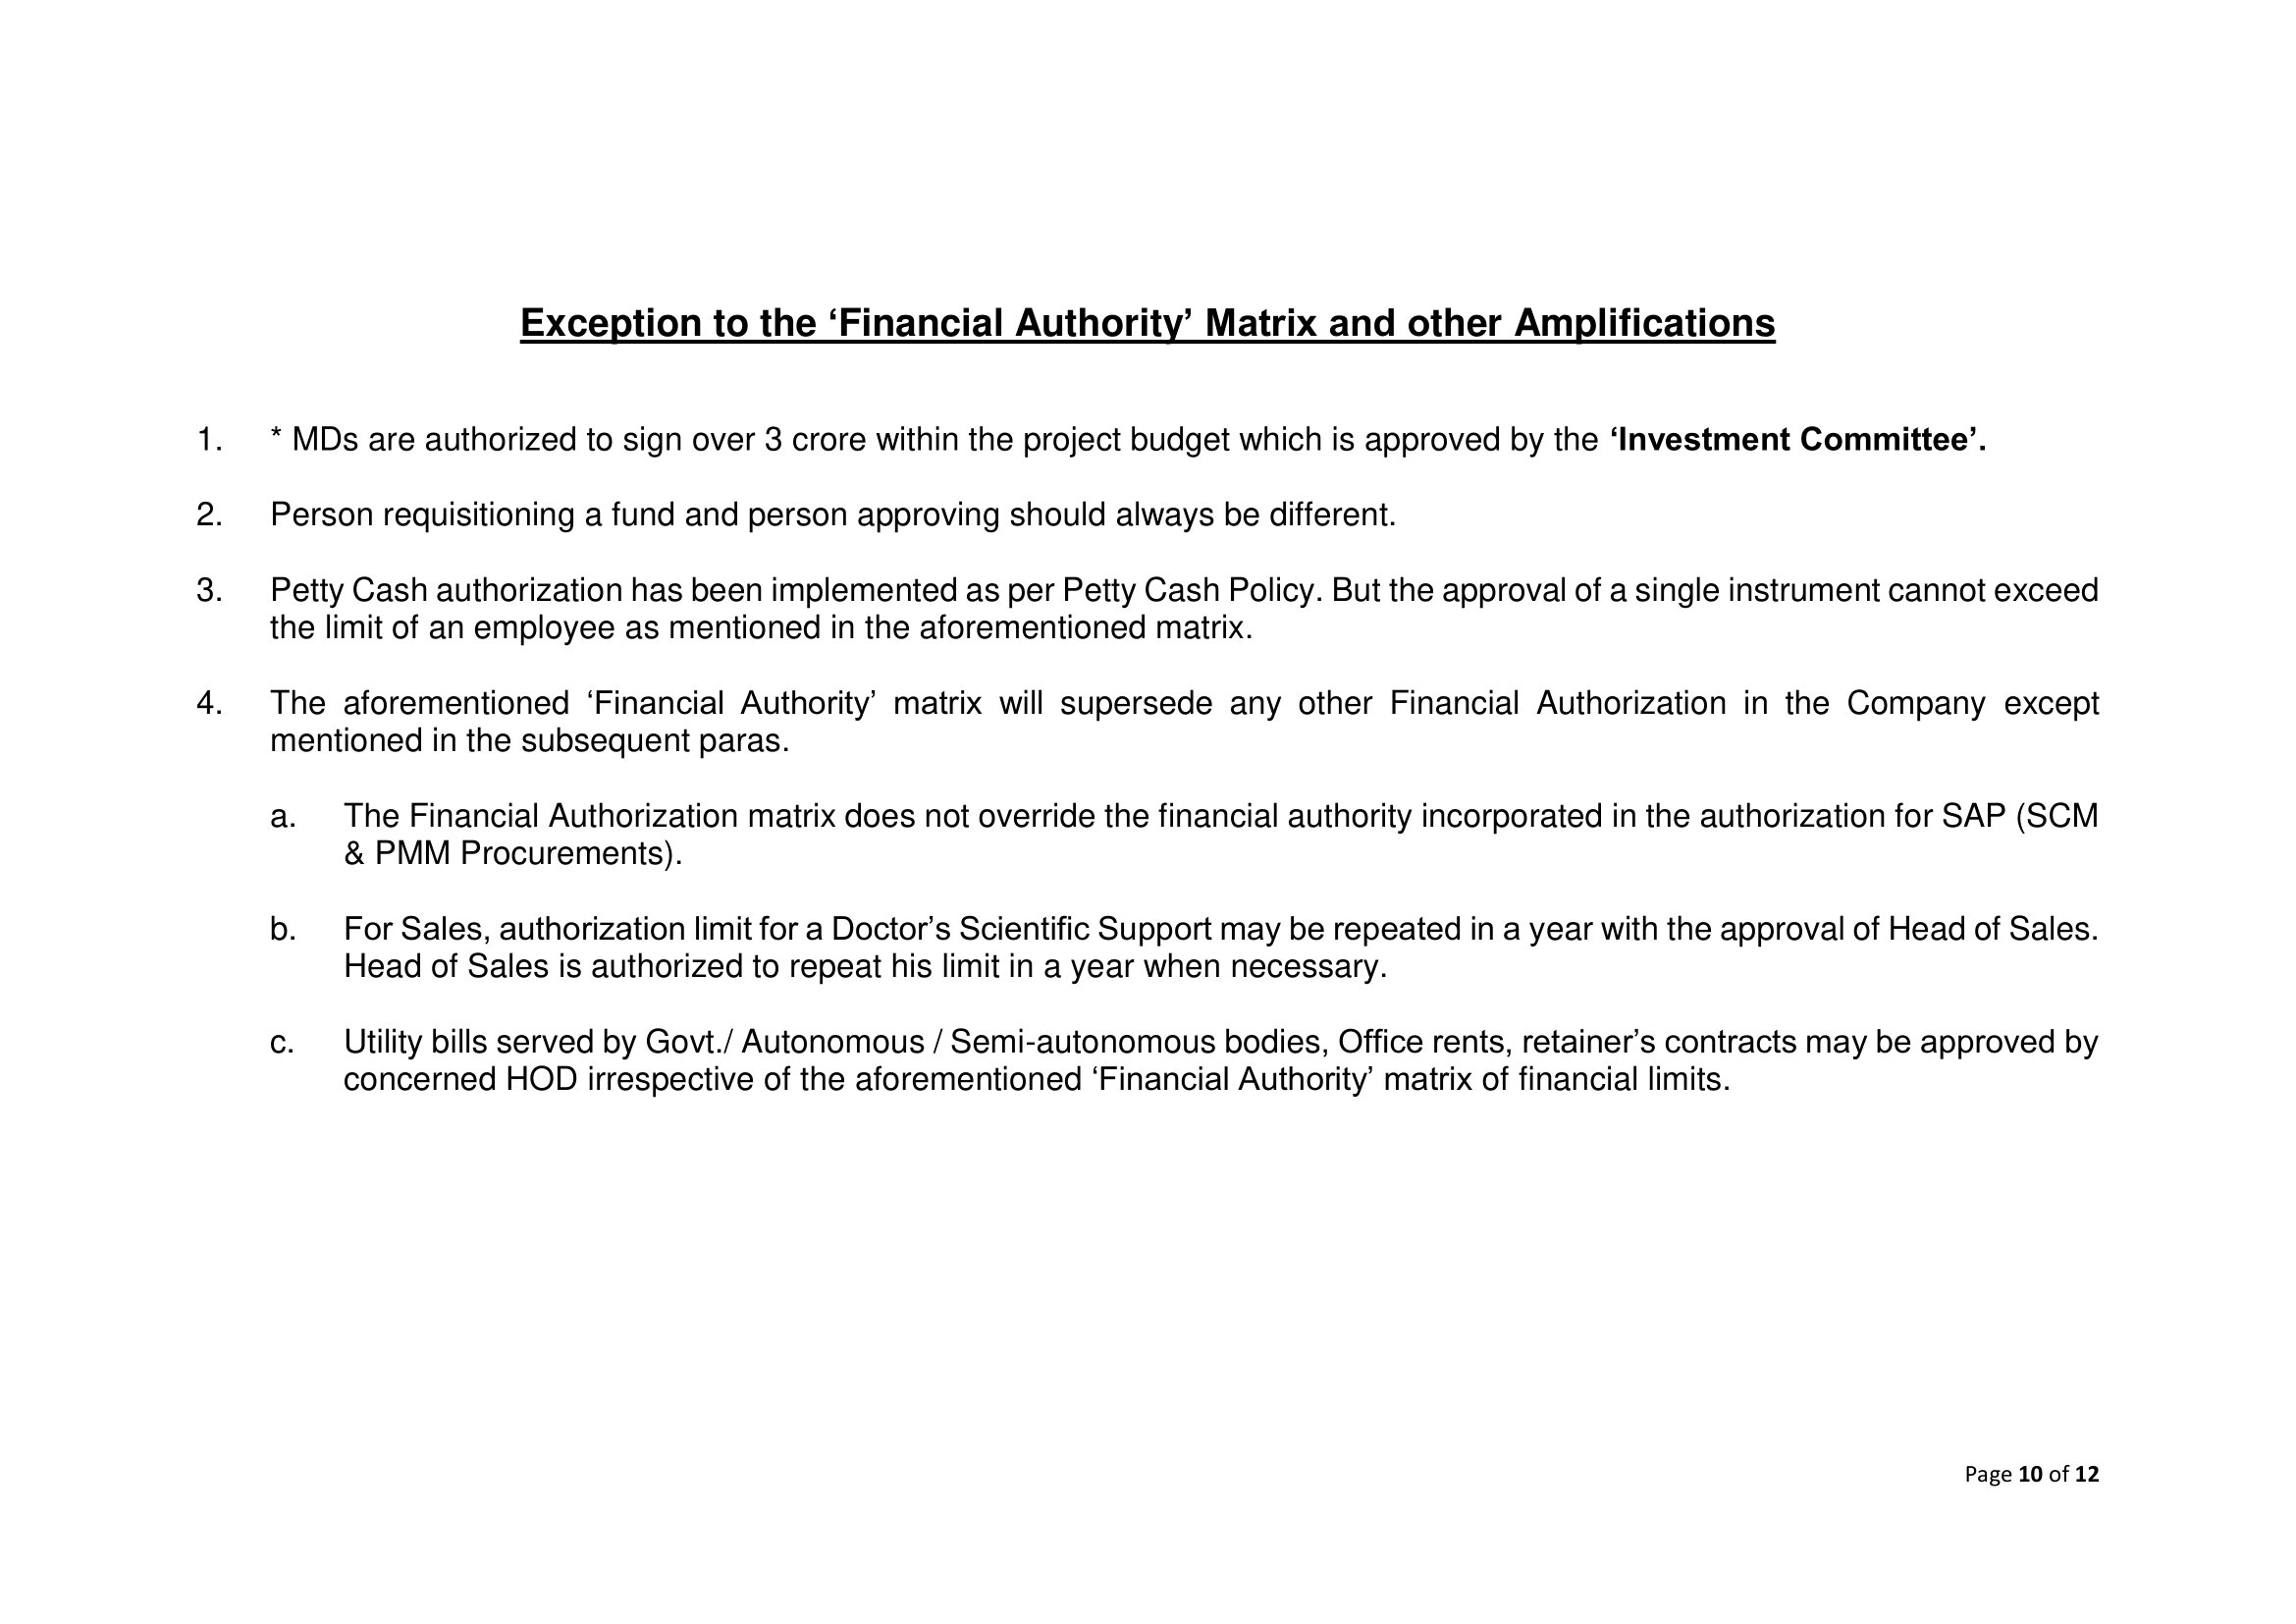 Exception to the ‘Financial Authority’ Matrix and other Amplifications
1. * MDs are authorized to sign over 3 crore within the project budget which is approved by the ‘Investment Committee’.
2. Person requisitioning a fund and person approving should always be different.
3. Petty Cash authorization has been implemented as per Petty Cash Policy. But the approval of a single instrument cannot exceed
the limit of an employee as mentioned in the aforementioned matrix.
4. The aforementioned ‘Financial Authority’ matrix will supersede any other Financial Authorization in the Company except
mentioned in the subsequent paras.
a. The Financial Authorization matrix does not override the financial authority incorporated in the authorization for SAP (SCM
& PMM Procurements).
b. For Sales, authorization limit for a Doctor’s Scientific Support may be repeated in a year with the approval of Head of Sales.
Head of Sales is authorized to repeat his limit in a year when necessary.
c. Utility bills served by Govt./ Autonomous / Semi-autonomous bodies, Office rents, retainer’s contracts may be approved by
concerned HOD irrespective of the aforementioned ‘Financial Authority’ matrix of financial limits.
Page 10 of 12